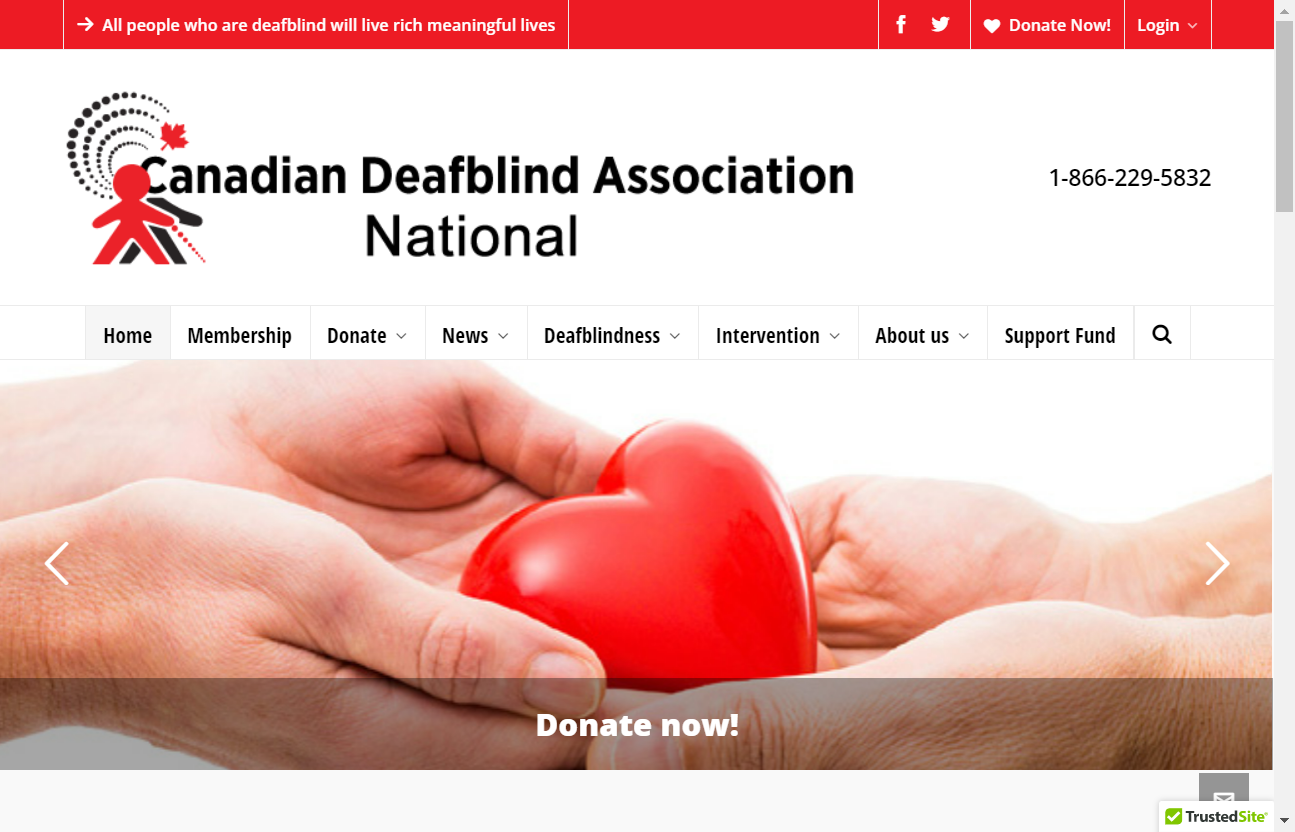 All people who are deafblind will live rich meaningful lives
Donate Now!
Login
Canadian Deafblind Association
National
1-866-229-5832
Home
Membership
Donate
News
Deafblindness
Intervention
About us
Support Fund
Donate now!
TrustedSite